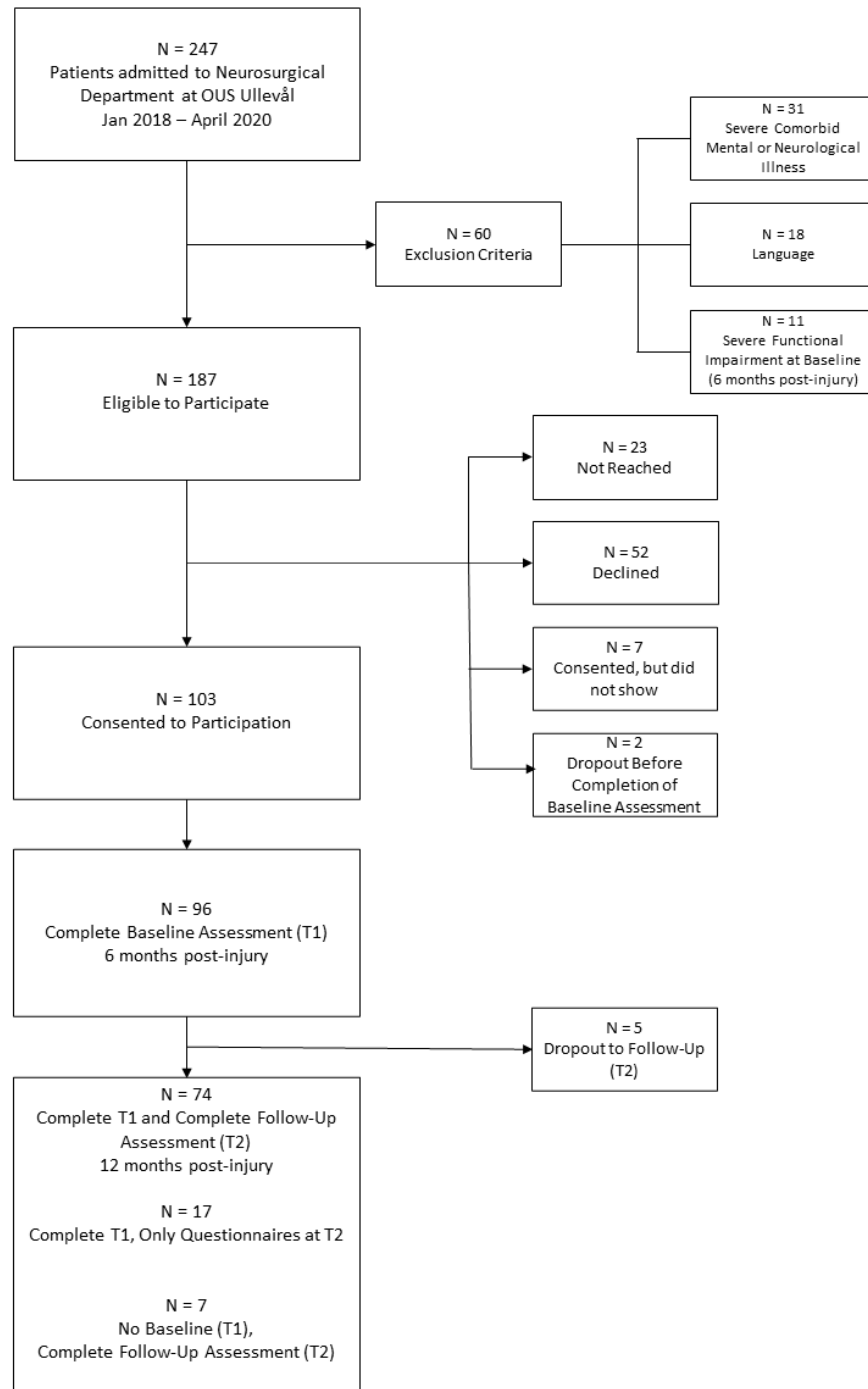 N = 247
Patients admitted to Neurosurgical
Department at OUS Ullevål
Jan 2018 – April 2020
N = 60
Exclusion Criteria
N = 31
Severe Comorbid
Mental or Neurological
Illness
N = 18
Language
N = 11
Severe Functional
Impairment at Baseline
(6 months post-injury)
N = 187
Eligible to Participate
N = 23
Not Reached
N = 52
Declined
N = 7
Consented, but did
not show
N = 2
Dropout Before
Completion of
Baseline Assessment
N = 103
Consented to Participation
N = 96
Complete Baseline Assessment (T1)
6 months post-injury
N = 5
Dropout to Follow-Up
(T2)
N = 74
Complete T1 and Complete Follow-Up
Assessment (T2)
12 months post-injury
N = 17
Complete T1, Only Questionnaires at T2
N = 7
No Baseline (T1),
Complete Follow-Up Assessment (T2)